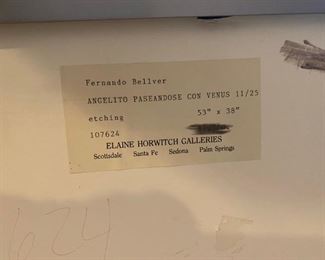 Fernando Bellver
ANGELITO PASEANDOSE CON VENUS 11/25
etching 53" x 38"
107624
ELAINE HORWITCH GALLERIES
Scottsdale Santa Fe Sedona Palm Springs
624